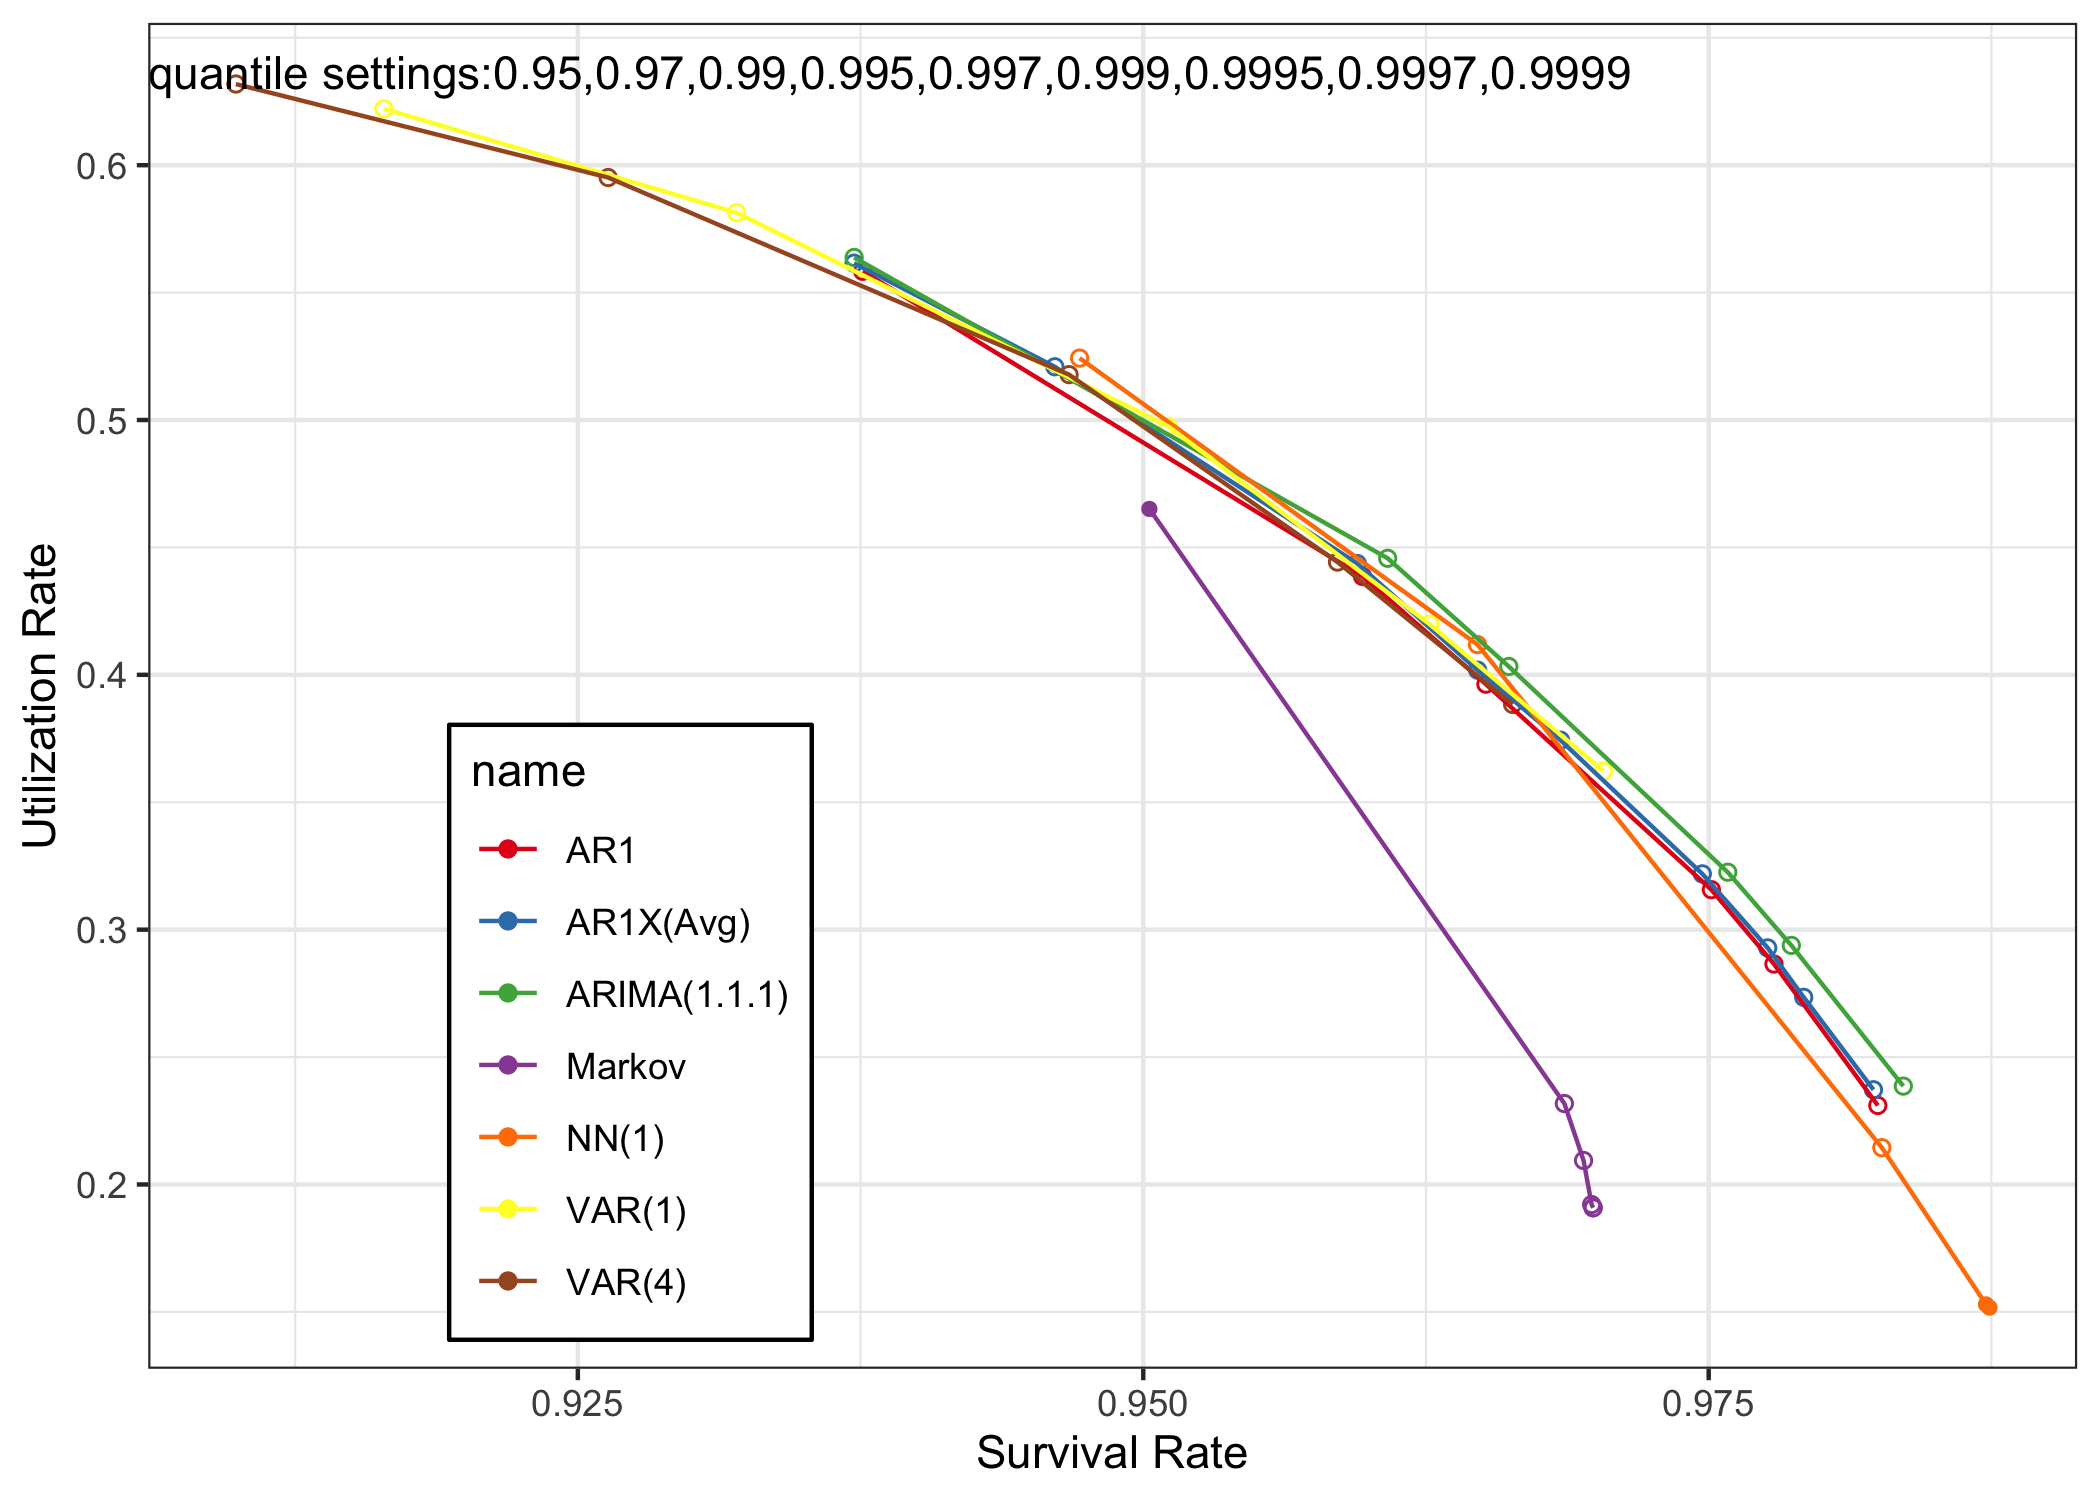 quantile settings:0.95,0.97,0.99,0.995,0.997,0.999,0.9995,0.9997,0.9999
0.6
0.5
0.4
0.3
0.2
Utilization Rate
name
AR1
AR1X(Avg)
ARIMA(1.1.1)
Markov
NN(1)
VAR(1)
VAR(4)
0.925 0.950 0.975
Survival Rate